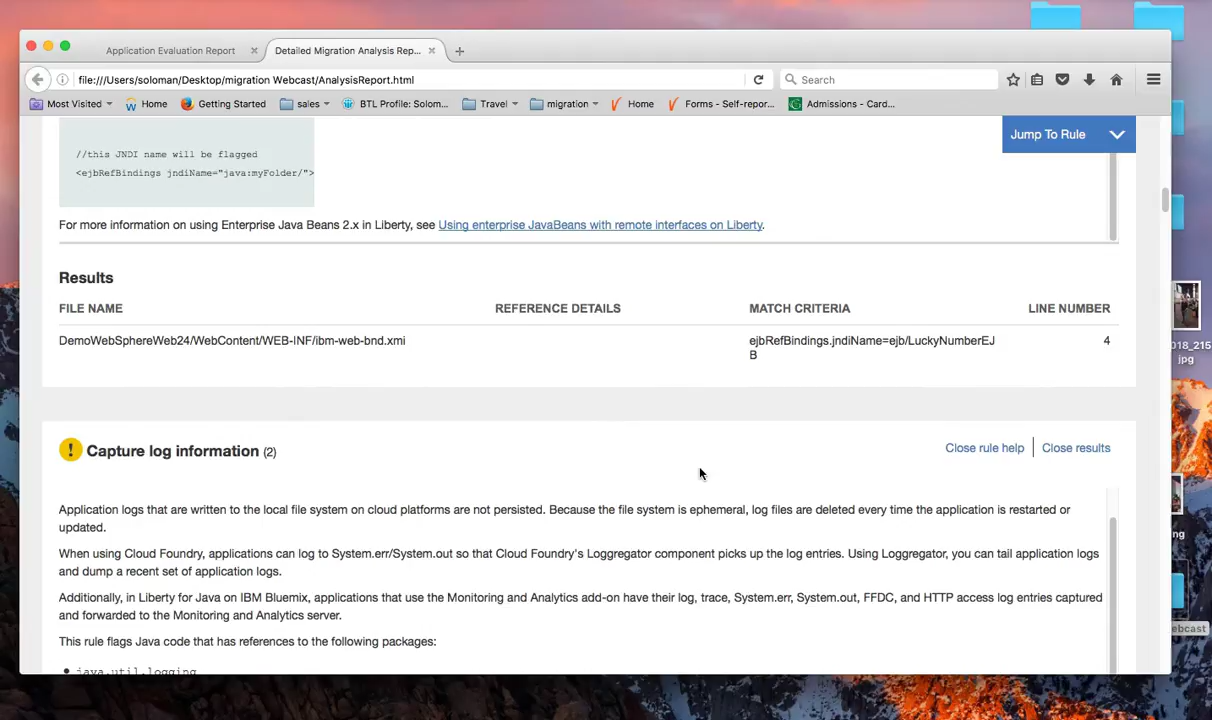 Application Evaluation Report
Detailed Migration Analysis Rep...
file:///Users/soloman/Desktop/migration Webcast/AnalysisReport.html
Search
Most Visited
Home
Getting Started
sales
BTL Profile: Solom...
Travel
migration
Home
Forms - Self-repor...
Admissions - Card...
Jump To Rule
//this JNDI name will be flagged
<ejbRefBindings jndiName="java:myFolder/">
For more information on using Enterprise Java Beans 2.x in Liberty, see Using enterprise JavaBeans with remote interfaces on Liberty.
Results
FILE NAME REFERENCE DETAILS MATCH CRITERIA LINE NUMBER
DemoWebSphereWeb24/WebContent/WEB-INF/ibm-web-bnd.xmi ejbRefBindings.jndiName=ejb/LuckyNumberEJ 4
B
! Capture log information (2)
Close rule help
Close results
Application logs that are written to the local file system on cloud platforms are not persisted. Because the file system is ephemeral, log files are deleted every time the application is restarted or
updated.
When using Cloud Foundry, applications can log to System.err/System.out so that Cloud Foundry's Loggregator component picks up the log entries. Using Loggregator, you can tail application logs
and dump a recent set of application logs.
Additionally, in Liberty for Java on IBM Bluemix, applications that use the Monitoring and Analytics add-on have their log, trace, System.err, System.out, FFDC, and HTTP access log entries captured
and forwarded to the Monitoring and Analytics server.
This rule flags Java code that has references to the following packages:
java.util.logging
018_215
jpg
ng
ebcast